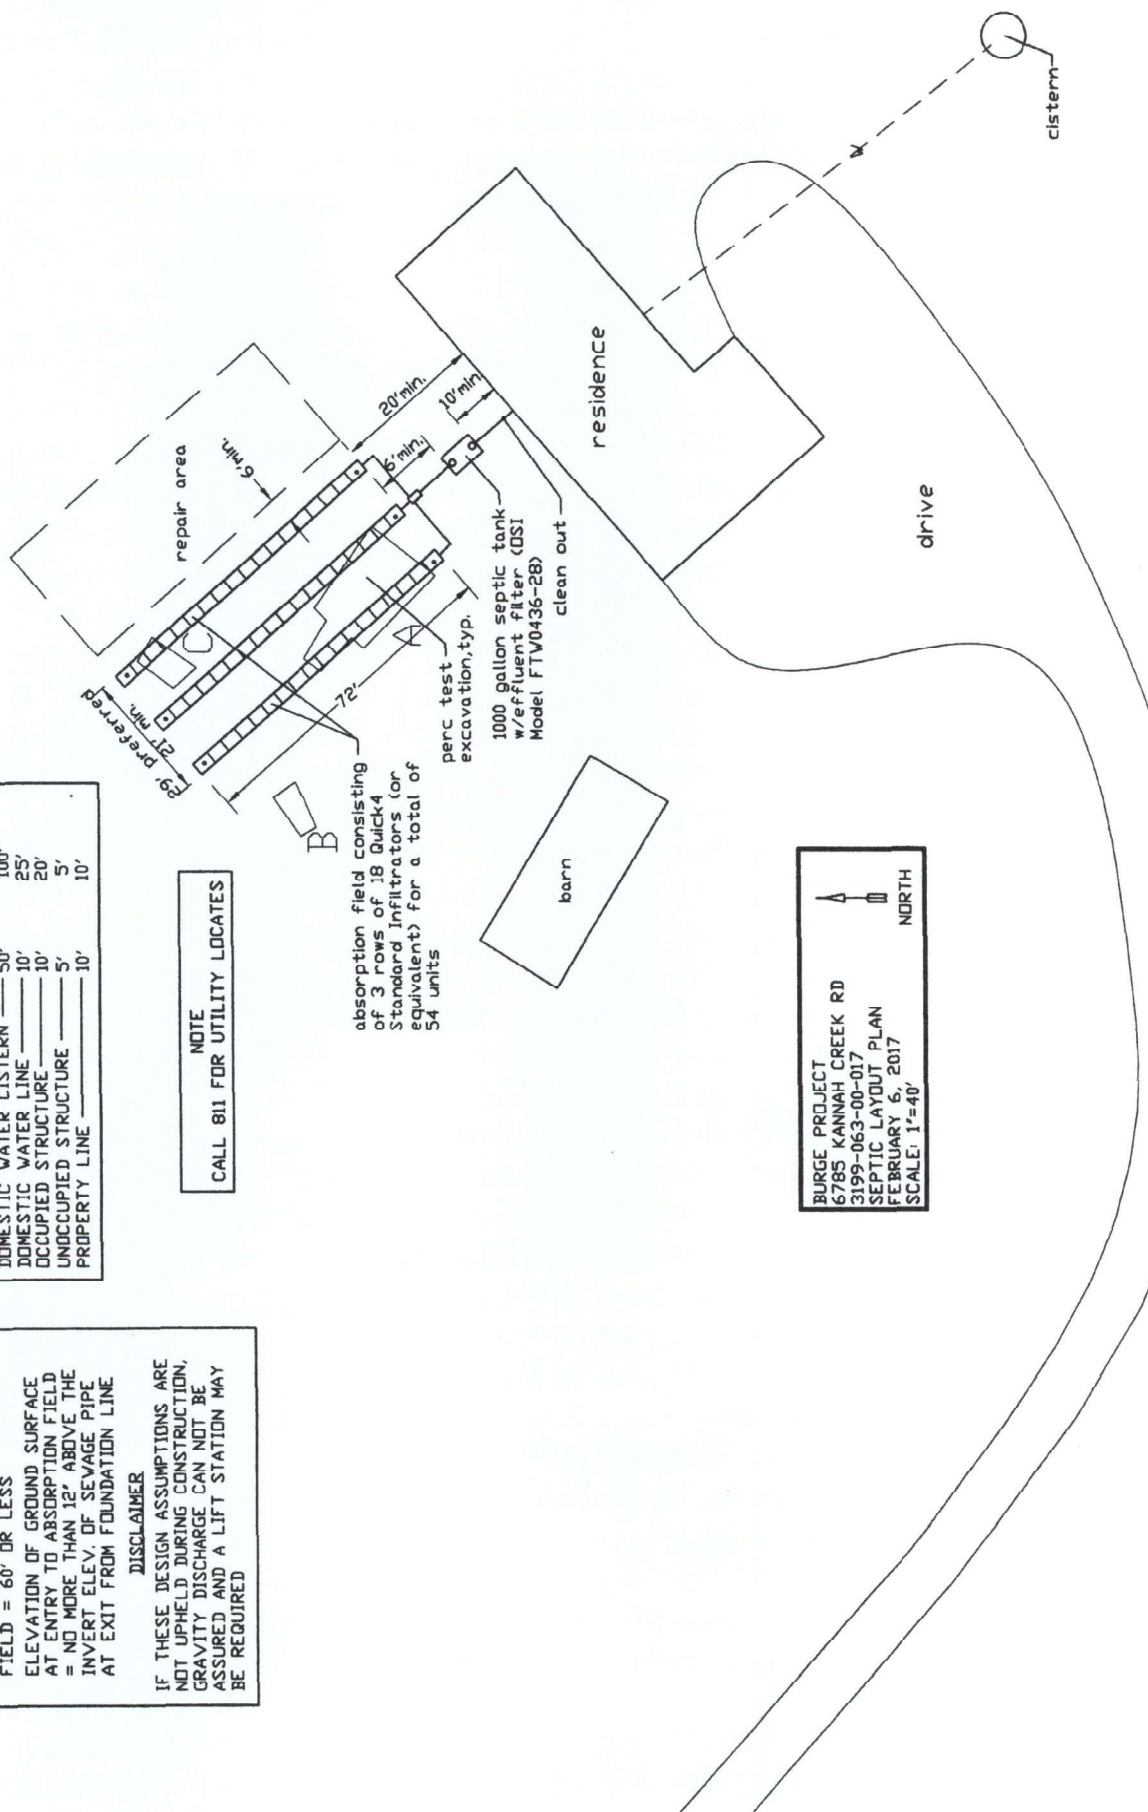 FIELD = 60' OR LESS
ELEVATION OF GROUND SURFACE
AT ENTRY TO ABSORPTION FIELD
= NO MORE THAN 12" ABOVE THE
INVERT ELEV. OF SEWAGE PIPE
AT EXIT FROM FOUNDATION LINE
DISCLAIMER
IF THESE DESIGN ASSUMPTIONS ARE
NOT UPHELD DURING CONSTRUCTION,
GRAVITY DISCHARGE CAN NOT BE
ASSURED AND A LIFT STATION MAY
BE REQUIRED
DOMESTIC WATER CISTERN 50' 100'
DOMESTIC WATER LINE 10' 25'
OCCUPIED STRUCTURE 10' 20'
UNOCCUPIED STRUCTURE 5' 5'
PROPERTY LINE 10' 10'
NOTE
CALL 811 FOR UTILITY LOCATES
29' preferred
21' min.
repair area
6' min.
C
A
B
72'
20' min.
6' min.
10' min.
absorption field consisting
of 3 rows of 18 Quick4
Standard Infiltrators (or
equivalent) for a total of
54 units
perc test
excavation, typ.
1000 gallon septic tank
w/effluent filter (OSI
Model FTW0436-28)
clean out
residence
cistern
barn
drive
BURGE PROJECT
6785 KANNAH CREEK RD
3199-063-00-017
SEPTIC LAYOUT PLAN
FEBRUARY 6, 2017
SCALE: 1"=40'
NORTH